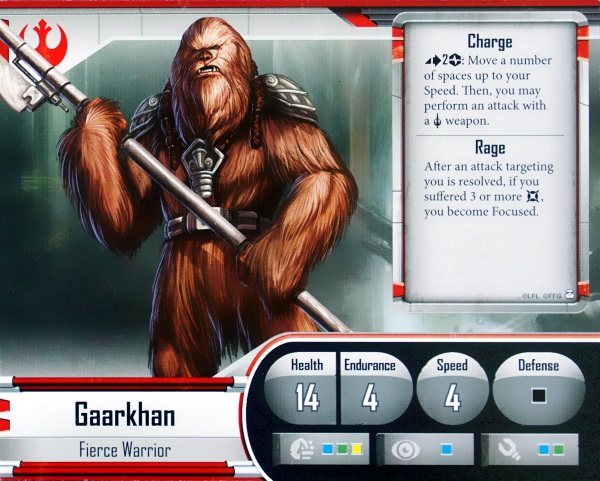 Charge
2: Move a number
of spaces up to your
Speed. Then, you may
perform an attack with
a weapon.
Rage
After an attack targeting
you is resolved, if you
suffered 3 or more ,
you become Focused.
©LFL ©FFG
Health
14
Endurance
4
Speed
4
Defense
Gaarkhan
Fierce Warrior